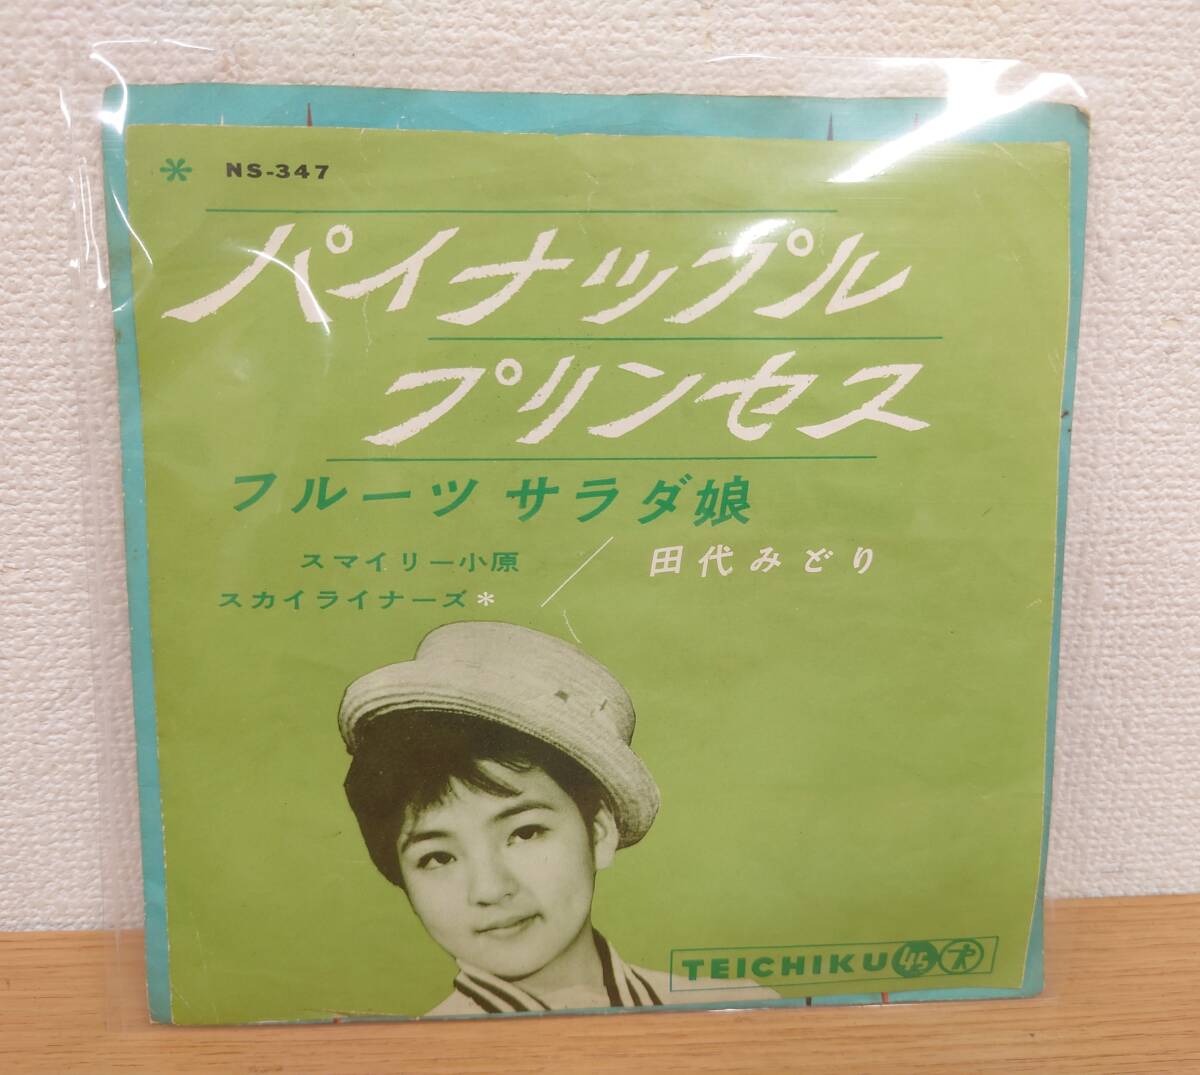 * NS-347
パイナップル
プリンセス
フルーツ サラダ娘
スマイリー小原
スカイライナーズ*
田代みどり
TEICHIKU 45